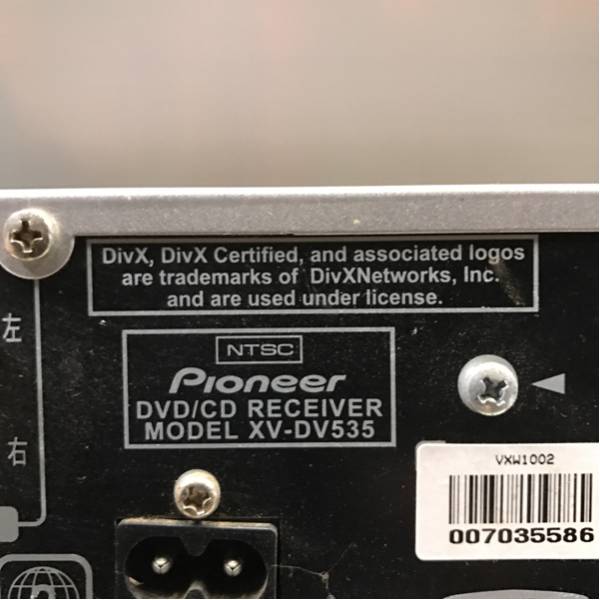 DivX, DivX Certified, and associated logos
are trademarks of DivXNetworks, Inc.
and are used under license.
左
NTSC
Pioneer
DVD/CD RECEIVER
MODEL XV-DV535
右
VXW1002
007035586